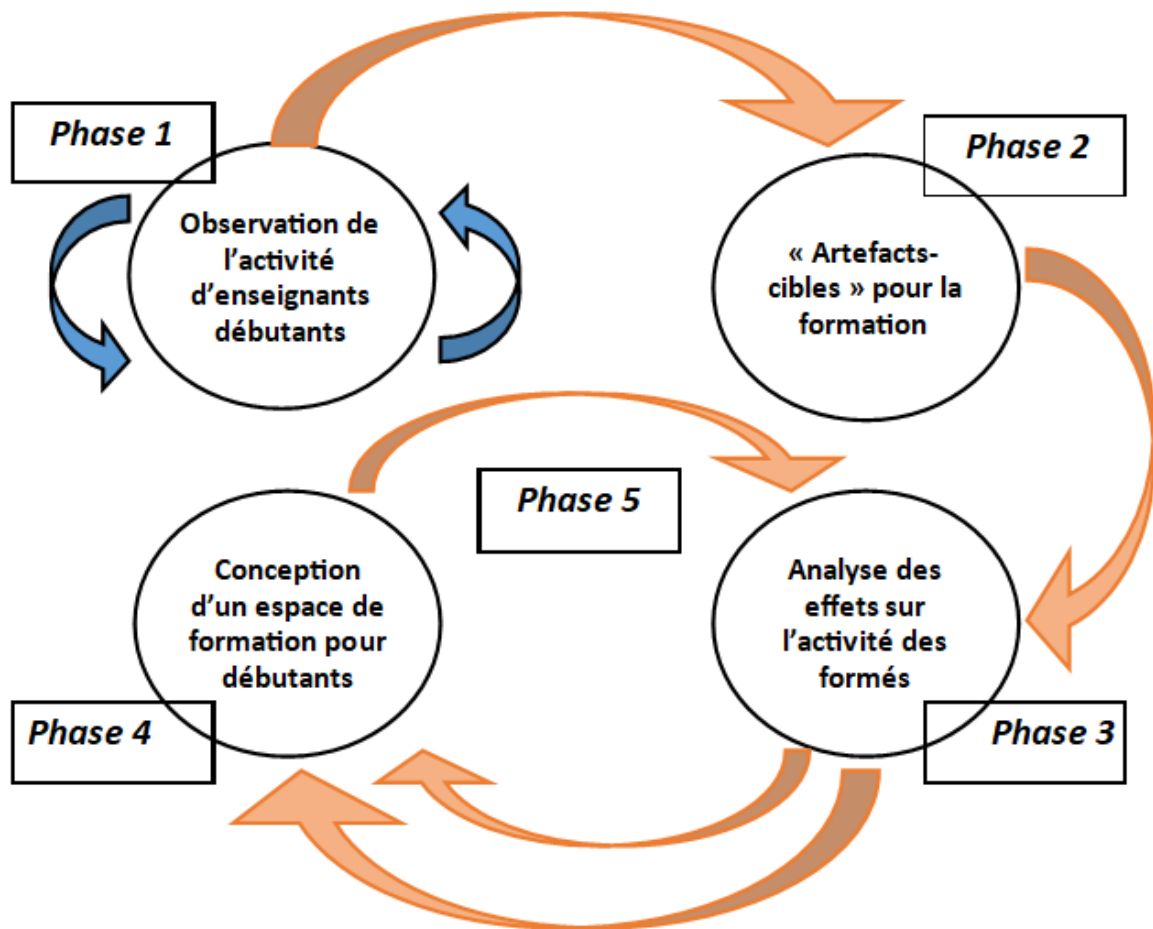 Phase 1
Observation de
l’activité
d’enseignants
débutants
Phase 2
« Artefacts-
cibles » pour la
formation
Phase 5
Conception
d’un espace de
formation pour
débutants
Phase 4
Analyse des
effets sur
l’activité des
formés
Phase 3